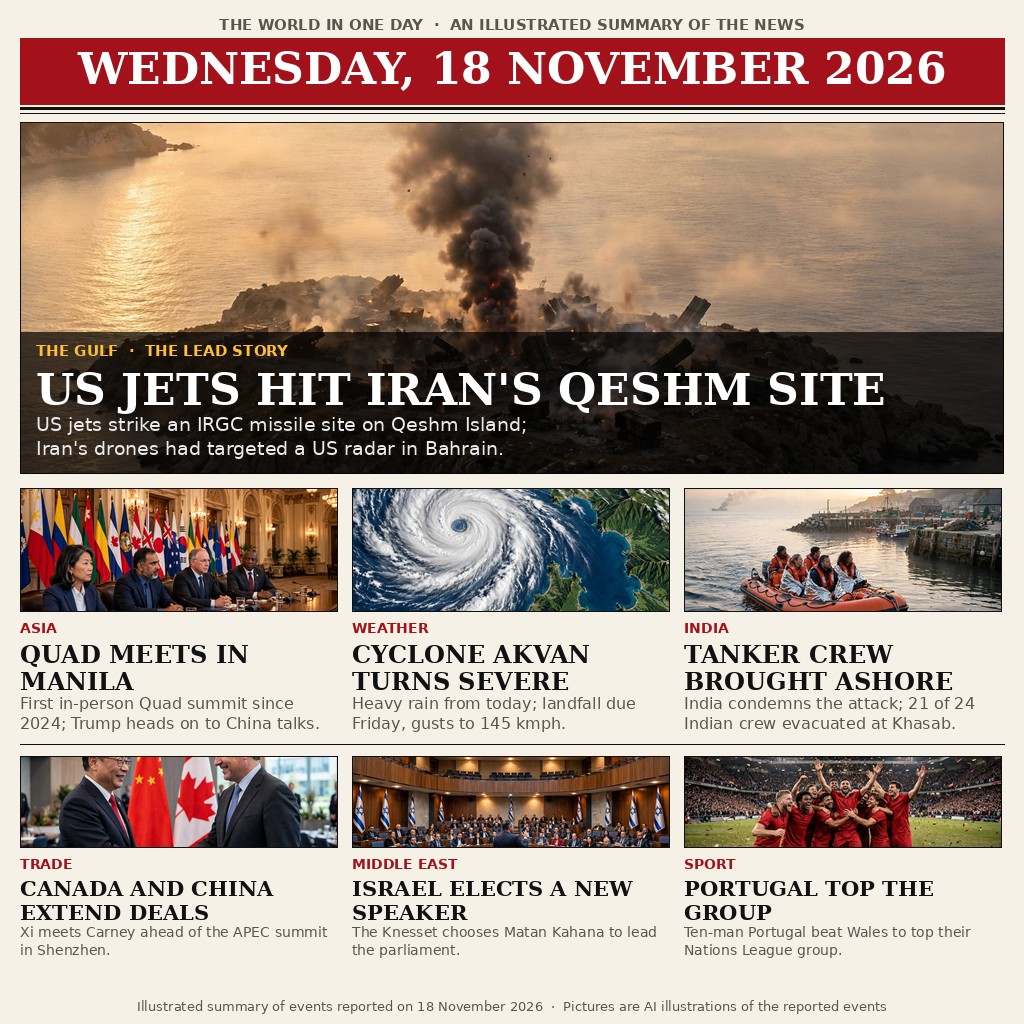 THE WORLD IN ONE DAY · AN ILLUSTRATED SUMMARY OF THE NEWS
WEDNESDAY, 18 NOVEMBER 2026
THE GULF · THE LEAD STORY
US JETS HIT IRAN'S QESHM SITE
US jets strike an IRGC missile site on Qeshm Island;
Iran's drones had targeted a US radar in Bahrain.
ASIA
QUAD MEETS IN
MANILA
First in-person Quad summit since
2024; Trump heads on to China talks.
WEATHER
CYCLONE AKVAN
TURNS SEVERE
Heavy rain from today; landfall due
Friday, gusts to 145 kmph.
INDIA
TANKER CREW
BROUGHT ASHORE
India condemns the attack; 21 of 24
Indian crew evacuated at Khasab.
TRADE
CANADA AND CHINA
EXTEND DEALS
Xi meets Carney ahead of the APEC summit
in Shenzhen.
MIDDLE EAST
ISRAEL ELECTS A NEW
SPEAKER
The Knesset chooses Matan Kahana to lead
the parliament.
SPORT
PORTUGAL TOP THE
GROUP
Ten-man Portugal beat Wales to top their
Nations League group.
Illustrated summary of events reported on 18 November 2026 · Pictures are AI illustrations of the reported events